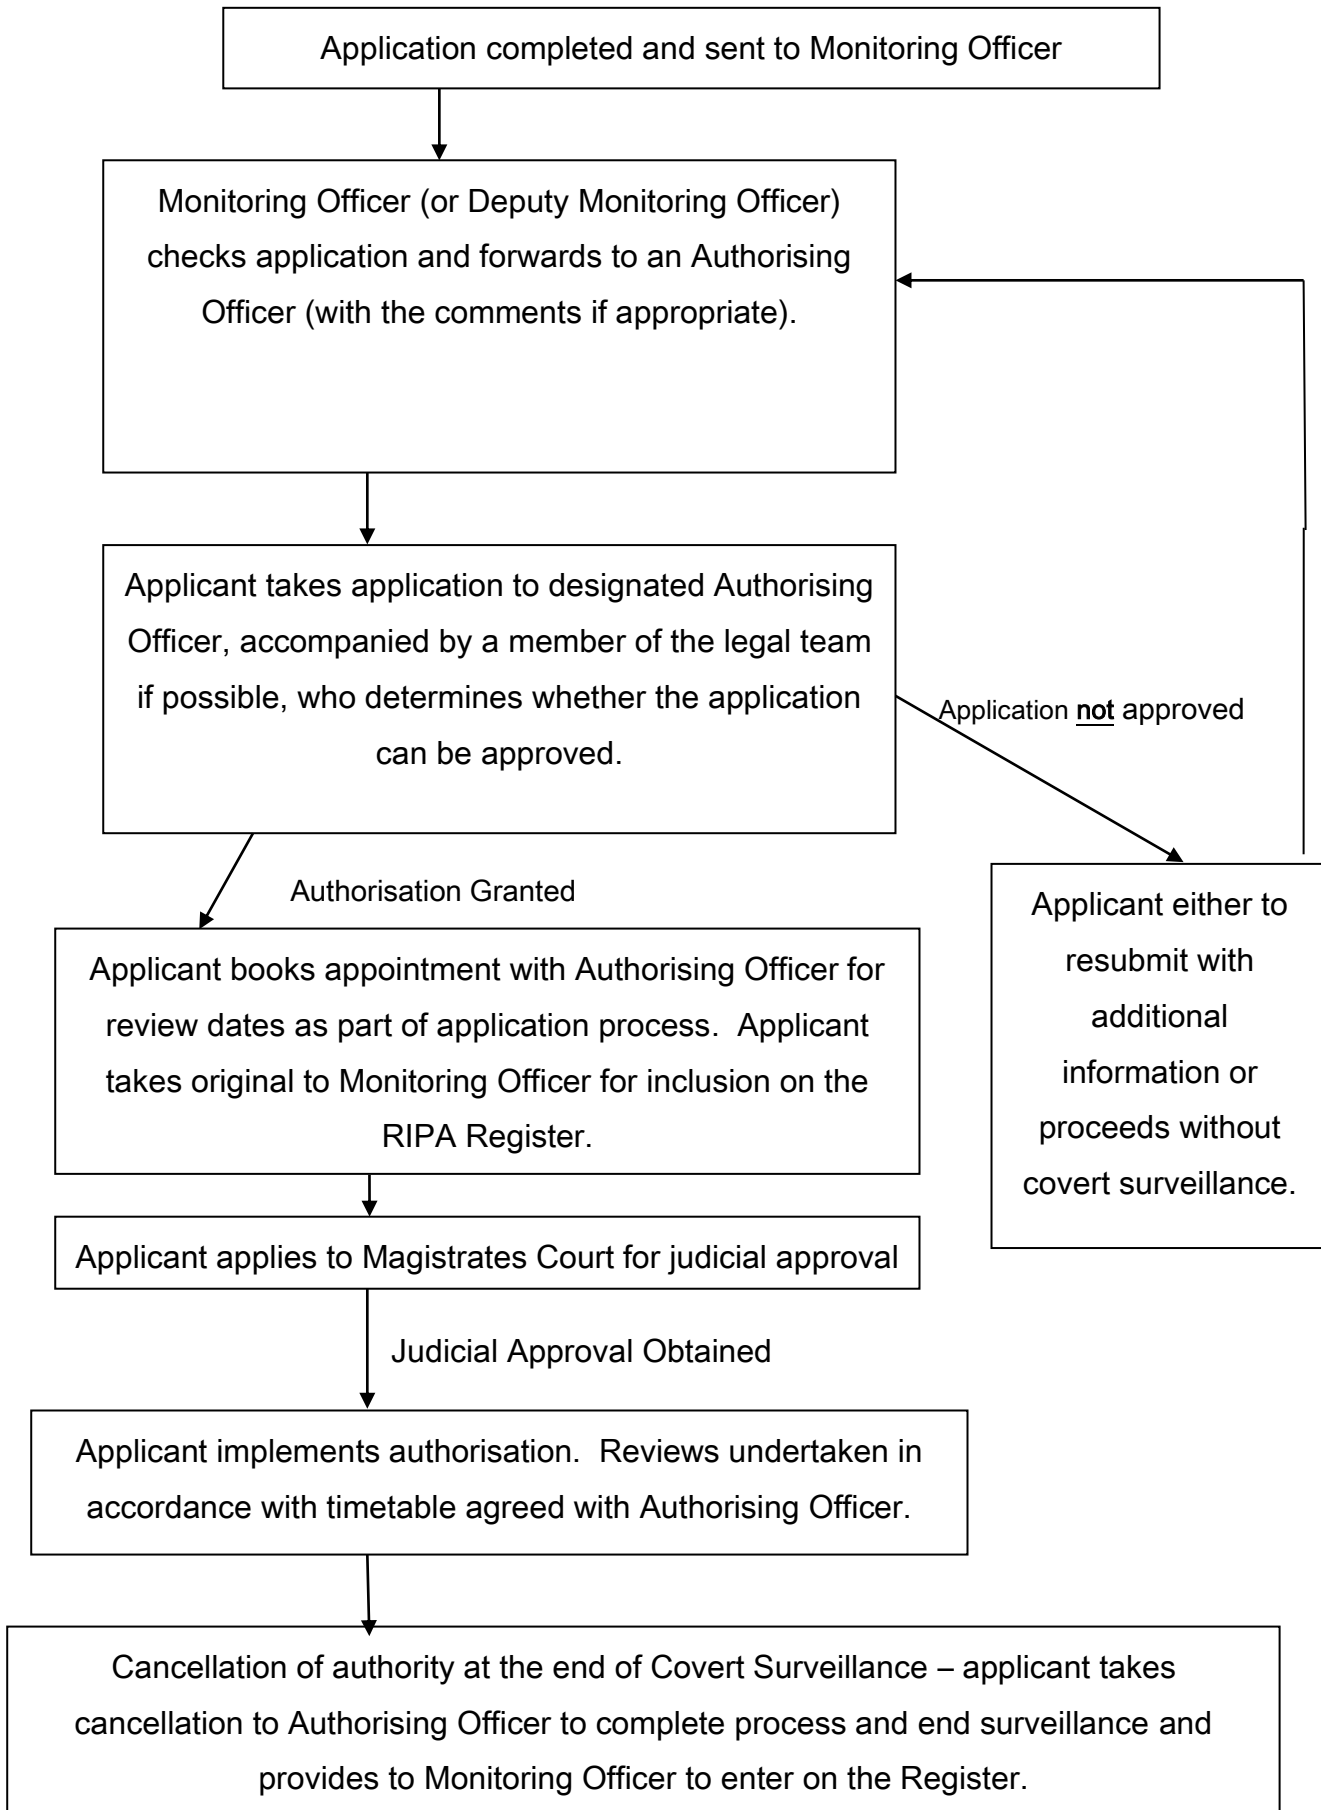 Application completed and sent to Monitoring Officer
Monitoring Officer (or Deputy Monitoring Officer)
checks application and forwards to an Authorising
Officer (with the comments if appropriate).
Applicant takes application to designated Authorising
Officer, accompanied by a member of the legal team
if possible, who determines whether the application
can be approved.
Application not approved
Authorisation Granted
Applicant either to
resubmit with
additional
information or
proceeds without
covert surveillance.
Applicant books appointment with Authorising Officer for
review dates as part of application process.  Applicant
takes original to Monitoring Officer for inclusion on the
RIPA Register.
Applicant applies to Magistrates Court for judicial approval
Judicial Approval Obtained
Applicant implements authorisation.  Reviews undertaken in
accordance with timetable agreed with Authorising Officer.
Cancellation of authority at the end of Covert Surveillance – applicant takes
cancellation to Authorising Officer to complete process and end surveillance and
provides to Monitoring Officer to enter on the Register.